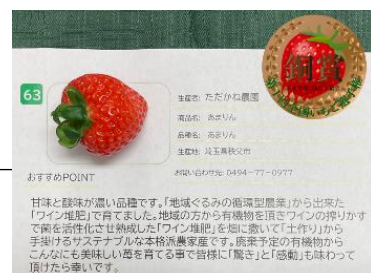 63
銅賞
生産者: ただかね農園
商品名: あまりん
品種名: あまりん
生産地: 埼玉県秩父市
お問い合わせ先: 0494-77-0977
おすすめPOINT
甘味と酸味が濃い品種です。「地域ぐるみの循環型農業」から出来た
「ワイン堆肥」で育てました。地域の方から有機物を頂きワインの搾りかす
で菌を活性化させ熟成した「ワイン堆肥」を畑に撒いて「土作り」から
手掛けるサステナブルな本格派農家産です。廃棄予定の有機物から
こんなにも美味しい苺を育てる事で皆様に「驚き」と「感動」も味わって
頂けたら幸いです。